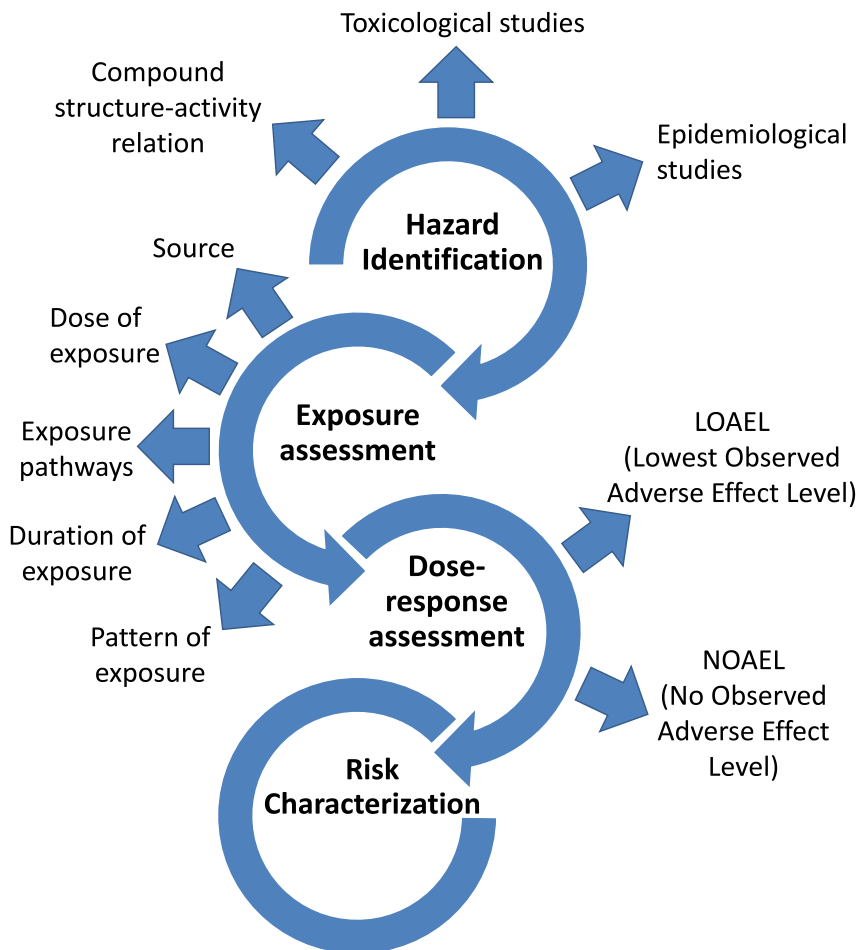 Toxicological studies
Compound
structure-activity
relation
Epidemiological
studies
Hazard
Identification
Source
Dose of
exposure
Exposure
pathways
Duration of
exposure
Pattern of
exposure
Exposure
assessment
LOAEL
(Lowest Observed
Adverse Effect Level)
Dose-
response
assessment
NOAEL
(No Observed
Adverse Effect
Level)
Risk
Characterization